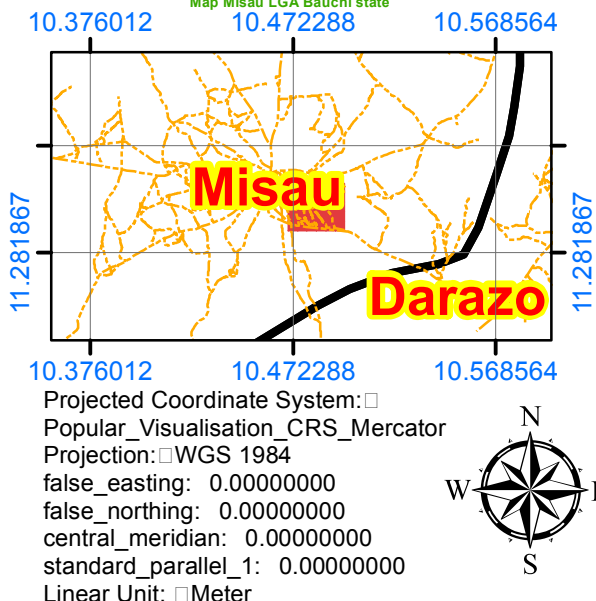 Map Misau LGA Bauchi state
10.376012 10.472288 10.568564
11.281867
Misau
11.281867
Darazo
10.376012 10.472288 10.568564
Projected Coordinate System:□
Popular_Visualisation_CRS_Mercator
Projection:□WGS 1984
false_easting: 0.00000000
false_northing: 0.00000000
central_meridian: 0.00000000
standard_parallel_1: 0.00000000
Linear Unit: □Meter
N
W
S